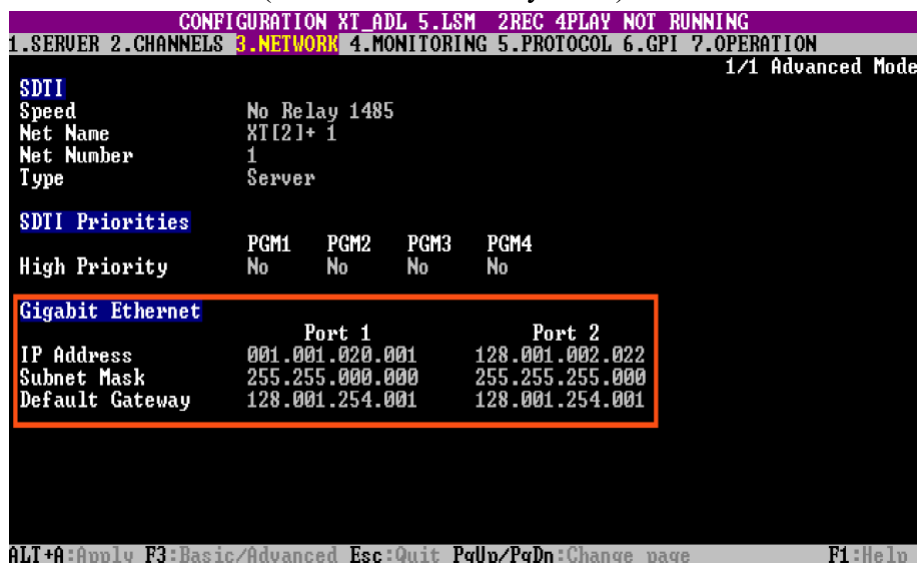 CONFIGURATION XT_ADL 5.LSM 2REC 4PLAY NOT RUNNING
1.SERVER 2.CHANNELS 3.NETWORK 4.MONITORING 5.PROTOCOL 6.GPI 7.OPERATION
1/1 Advanced Mode
SDTI
Speed No Relay 1485
Net Name XT[2]+ 1
Net Number 1
Type Server
SDTI Priorities
PGM1 PGM2 PGM3 PGM4
High Priority No No No No
Gigabit Ethernet
Port 1 Port 2
IP Address 001.001.020.001 128.001.002.022
Subnet Mask 255.255.000.000 255.255.255.000
Default Gateway 128.001.254.001 128.001.254.001
ALT+A:Apply F3:Basic/Advanced Esc:Quit PgUp/PgDn:Change page F1:Help